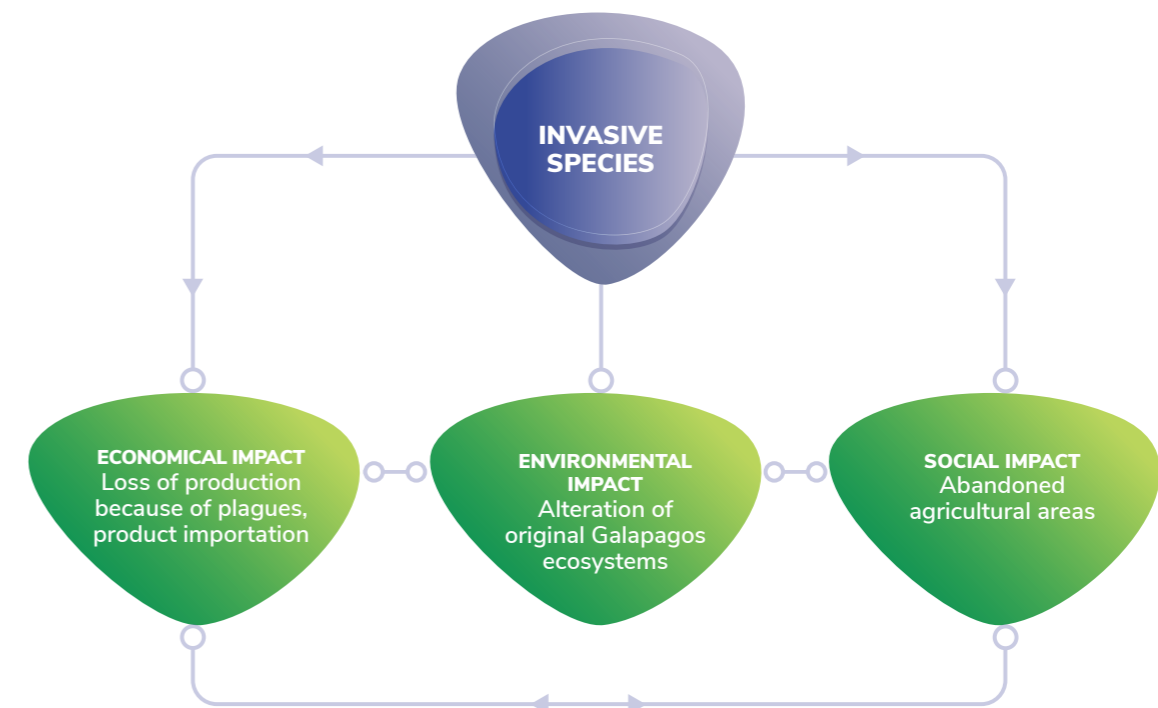 INVASIVE
SPECIES
ECONOMICAL IMPACT
Loss of production
because of plagues,
product importation
ENVIRONMENTAL
IMPACT
Alteration of
original Galapagos
ecosystems
SOCIAL IMPACT
Abandoned
agricultural areas